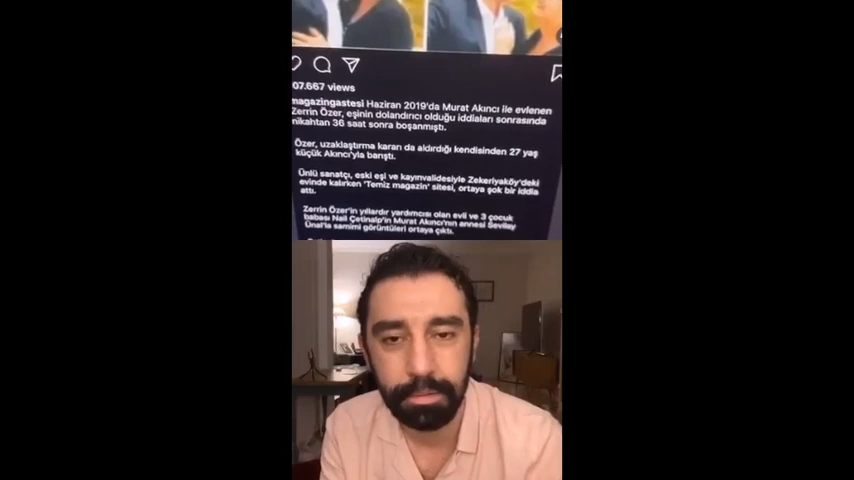 07.667 views
magazingastesi Haziran 2019'da Murat Akıncı ile evlenen
Zerrin Özer, eşinin dolandırıcı olduğu iddiaları sonrasında
nikahtan 36 saat sonra boşanmıştı.
Özer, uzaklaştırma kararı da aldırdığı kendisinden 27 yaş
küçük Akıncı'yla barıştı.
Ünlü sanatçı, eski eşi ve kayınvalidesiyle Zekeriyaköy'deki
evinde kalırken 'Temiz magazin' sitesi, ortaya şok bir iddia
attı.
Zerrin Özer'in yıllardır yardımcısı olan evli ve 3 çocuk
babası Nail Çetinalp'in Murat Akıncı'nın annesi Sevilay
Ünal'la samimi görüntüleri ortaya çıktı.